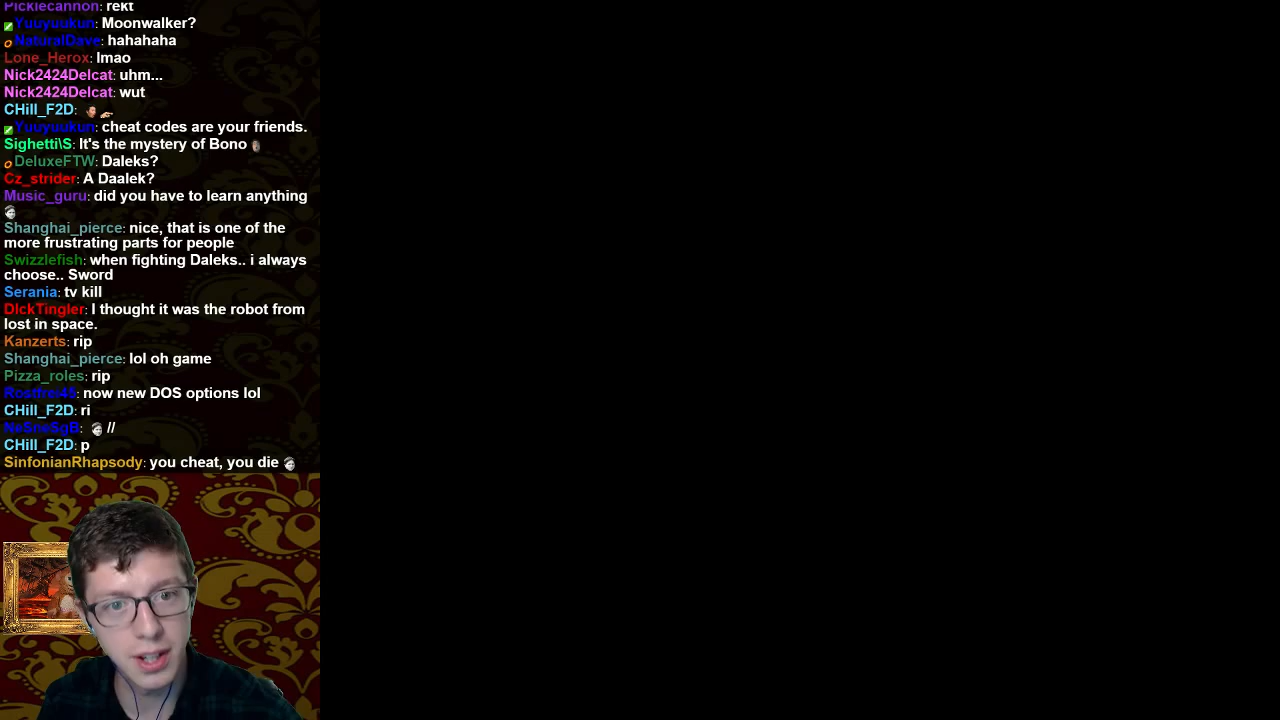 Picklecannon: rekt
Yuuyuukun: Moonwalker?
NaturalDave: hahahaha
Lone_Herox: lmao
Nick2424Delcat: uhm...
Nick2424Delcat: wut
CHill_F2D:
Yuuyuukun: cheat codes are your friends.
Sighetti\S: It's the mystery of Bono
DeluxeFTW: Daleks?
Cz_strider: A Daalek?
Music_guru: did you have to learn anything
Shanghai_pierce: nice, that is one of the
more frustrating parts for people
Swizzlefish: when fighting Daleks.. i always
choose.. Sword
Serania: tv kill
DIckTingler: I thought it was the robot from
lost in space.
Kanzerts: rip
Shanghai_pierce: lol oh game
Pizza_roles: rip
Rostfrei45: now new DOS options lol
CHill_F2D: ri
NeSneSgB: //
CHill_F2D: p
SinfonianRhapsody: you cheat, you die